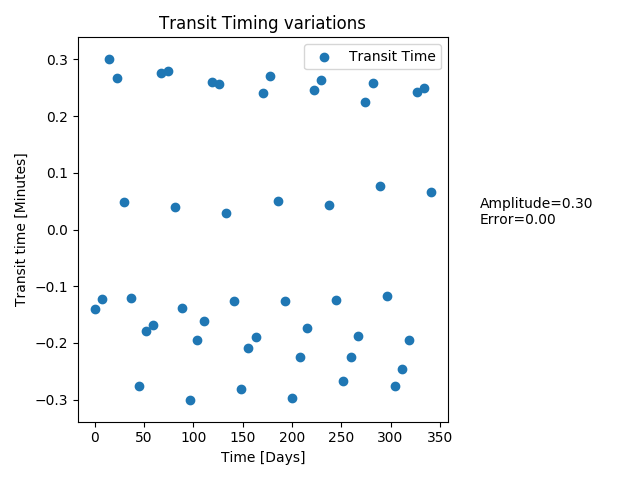 Transit Timing variations
Transit Time
Transit time [Minutes]
0.3
0.2
0.1
0.0
−0.1
−0.2
−0.3
0 50 100 150 200 250 300 350
Time [Days]
Amplitude=0.30
Error=0.00